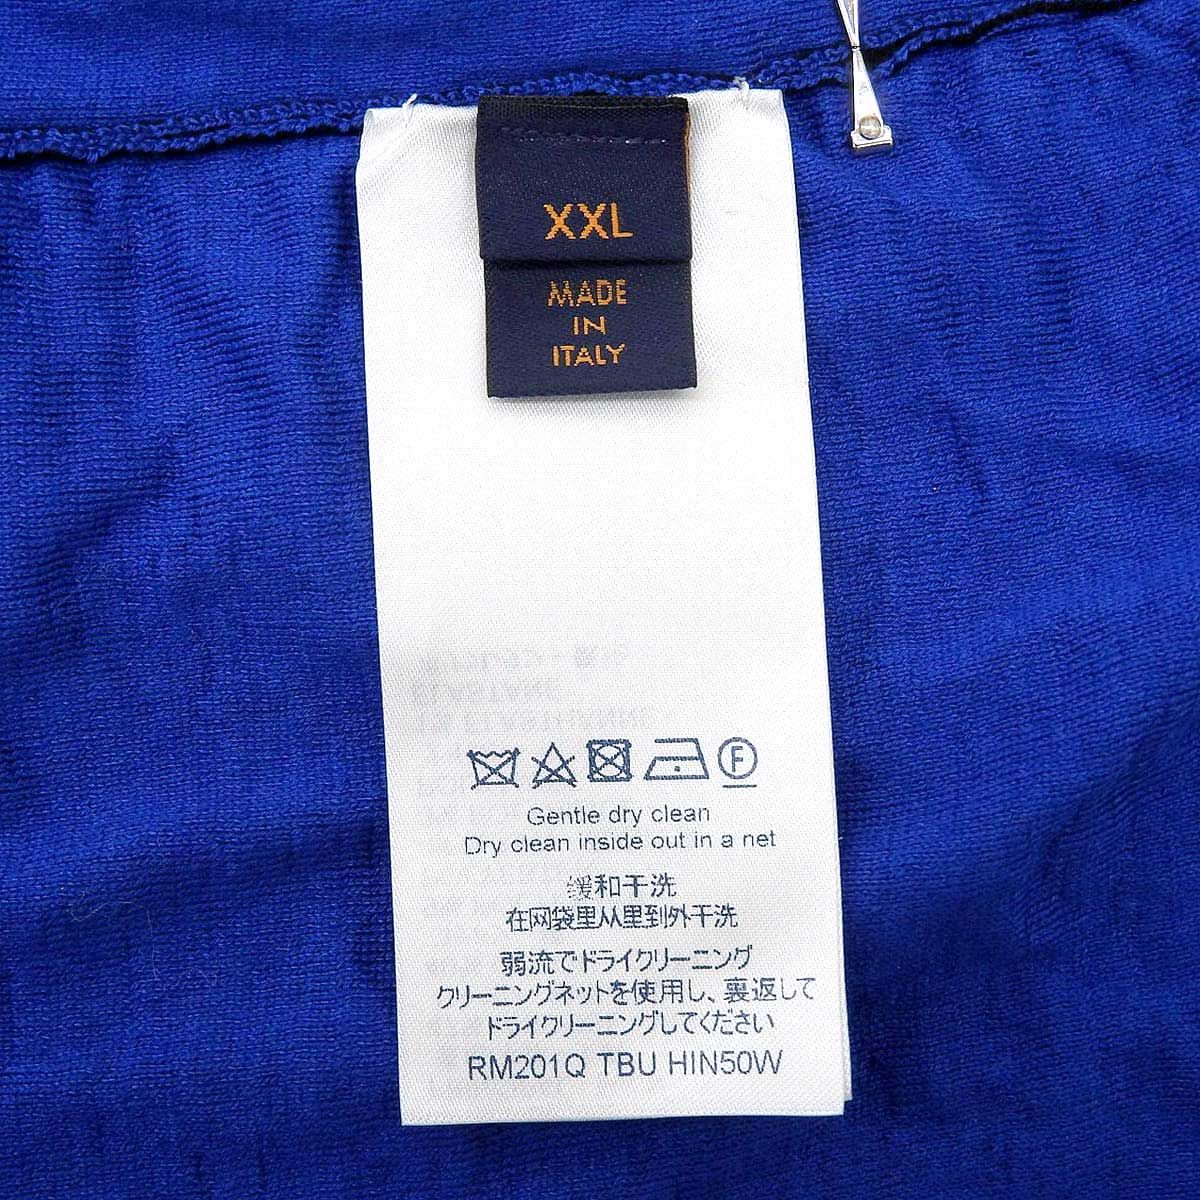 XXL
MADE
IN
ITALY
F
Gentle dry clean
Dry clean inside out in a net
缓和干洗
在网袋里从里到外干洗
弱流でドライクリーニング
クリーニングネットを使用し、裏返して
ドライクリーニングしてください
RM201Q TBU HIN50W